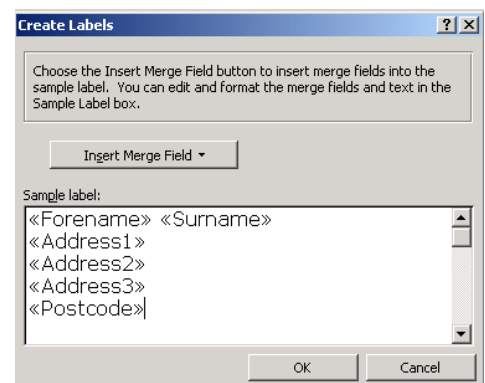 Create Labels
Choose the Insert Merge Field button to insert merge fields into the
sample label. You can edit and format the merge fields and text in the
Sample Label box.
Insert Merge Field
Sample label:
«Forename» «Surname»
«Address1»
«Address2»
«Address3»
«Postcode»
OK Cancel